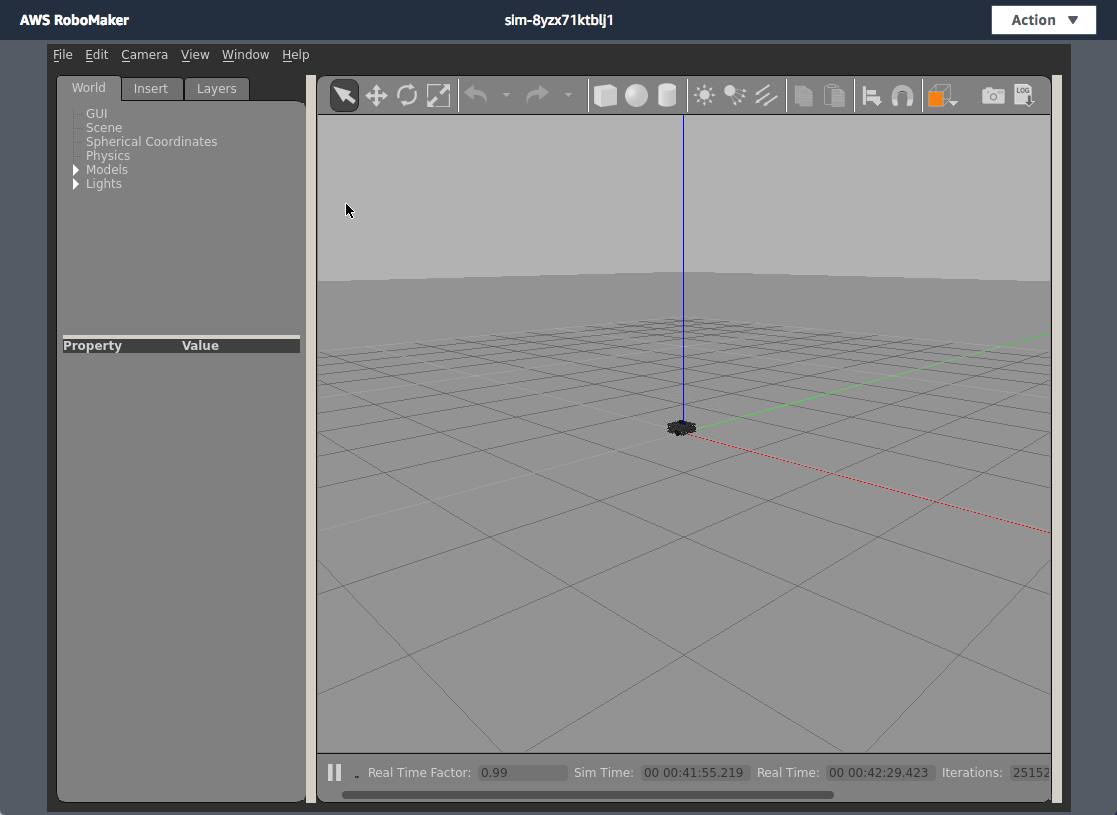 AWS RoboMaker sim-8yzx71ktblj1 Action
File Edit Camera View Window Help
World Insert Layers
LOG
GUI
Scene
Spherical Coordinates
Physics
Models
Lights
Property Value
Real Time Factor: 0.99 Sim Time: 00 00:41:55.219 Real Time: 00 00:42:29.423 Iterations: 25152